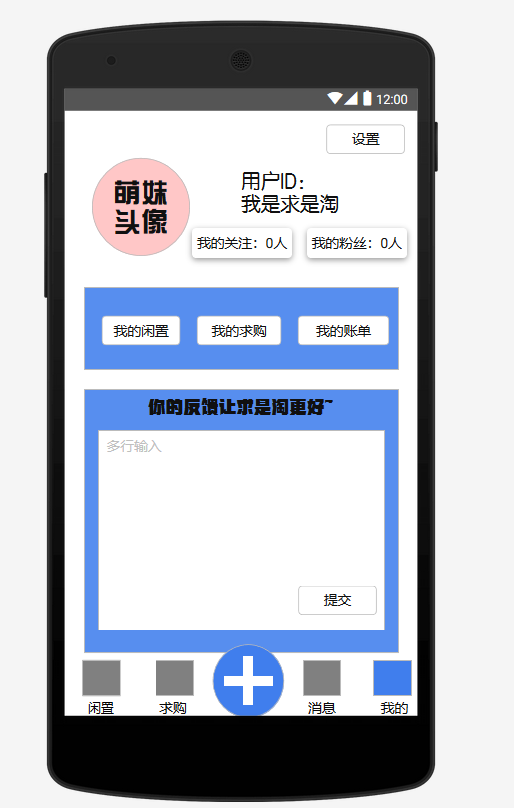 12:00
设置
萌妹
头像
用户ID：
我是求是淘
我的关注：0人
我的粉丝：0人
我的闲置
我的求购
我的账单
你的反馈让求是淘更好~
多行输入
提交
闲置
求购
消息
我的